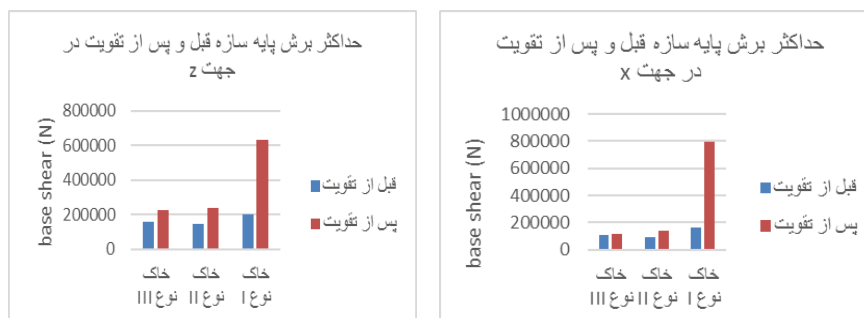 حداکثر برش پایه سازه قبل و پس از تقویت در
جهت z
800000
600000
400000
200000
0
base shear (N)
خاک
نوع III
خاک
نوع II
خاک
نوع I
قبل از تقویت
پس از تقویت
حداکثر برش پایه سازه قبل و پس از تقویت
در جهت x
1000000
800000
600000
400000
200000
0
base shear (N)
خاک
نوع III
خاک
نوع II
خاک
نوع I
قبل از تقویت
پس از تقویت